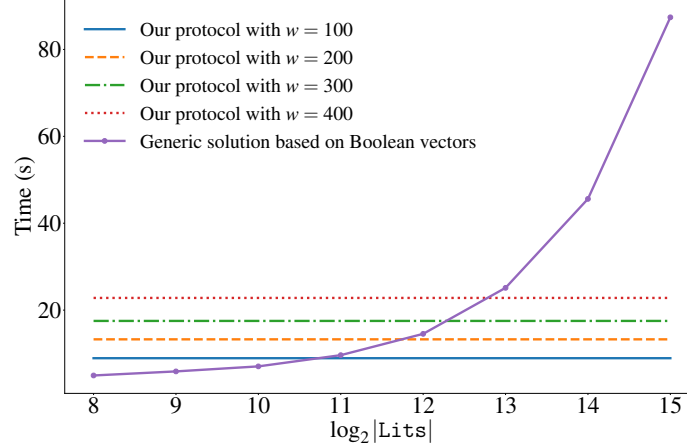 Our protocol with w = 100
Our protocol with w = 200
Our protocol with w = 300
Our protocol with w = 400
Generic solution based on Boolean vectors
Time (s)
80
60
40
20
8 9 10 11 12 13 14 15
log₂|Lits|